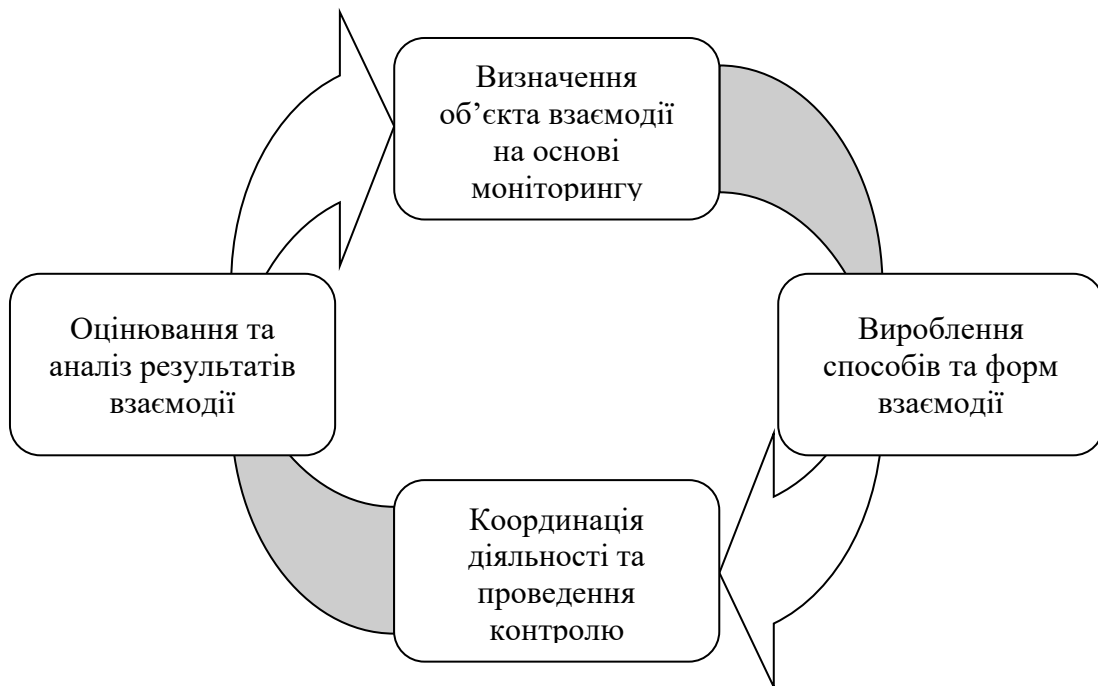 Визначення
об’єкта взаємодії
на основі
моніторингу
Оцінювання та
аналіз результатів
взаємодії
Вироблення
способів та форм
взаємодії
Координація
діяльності та
проведення
контролю